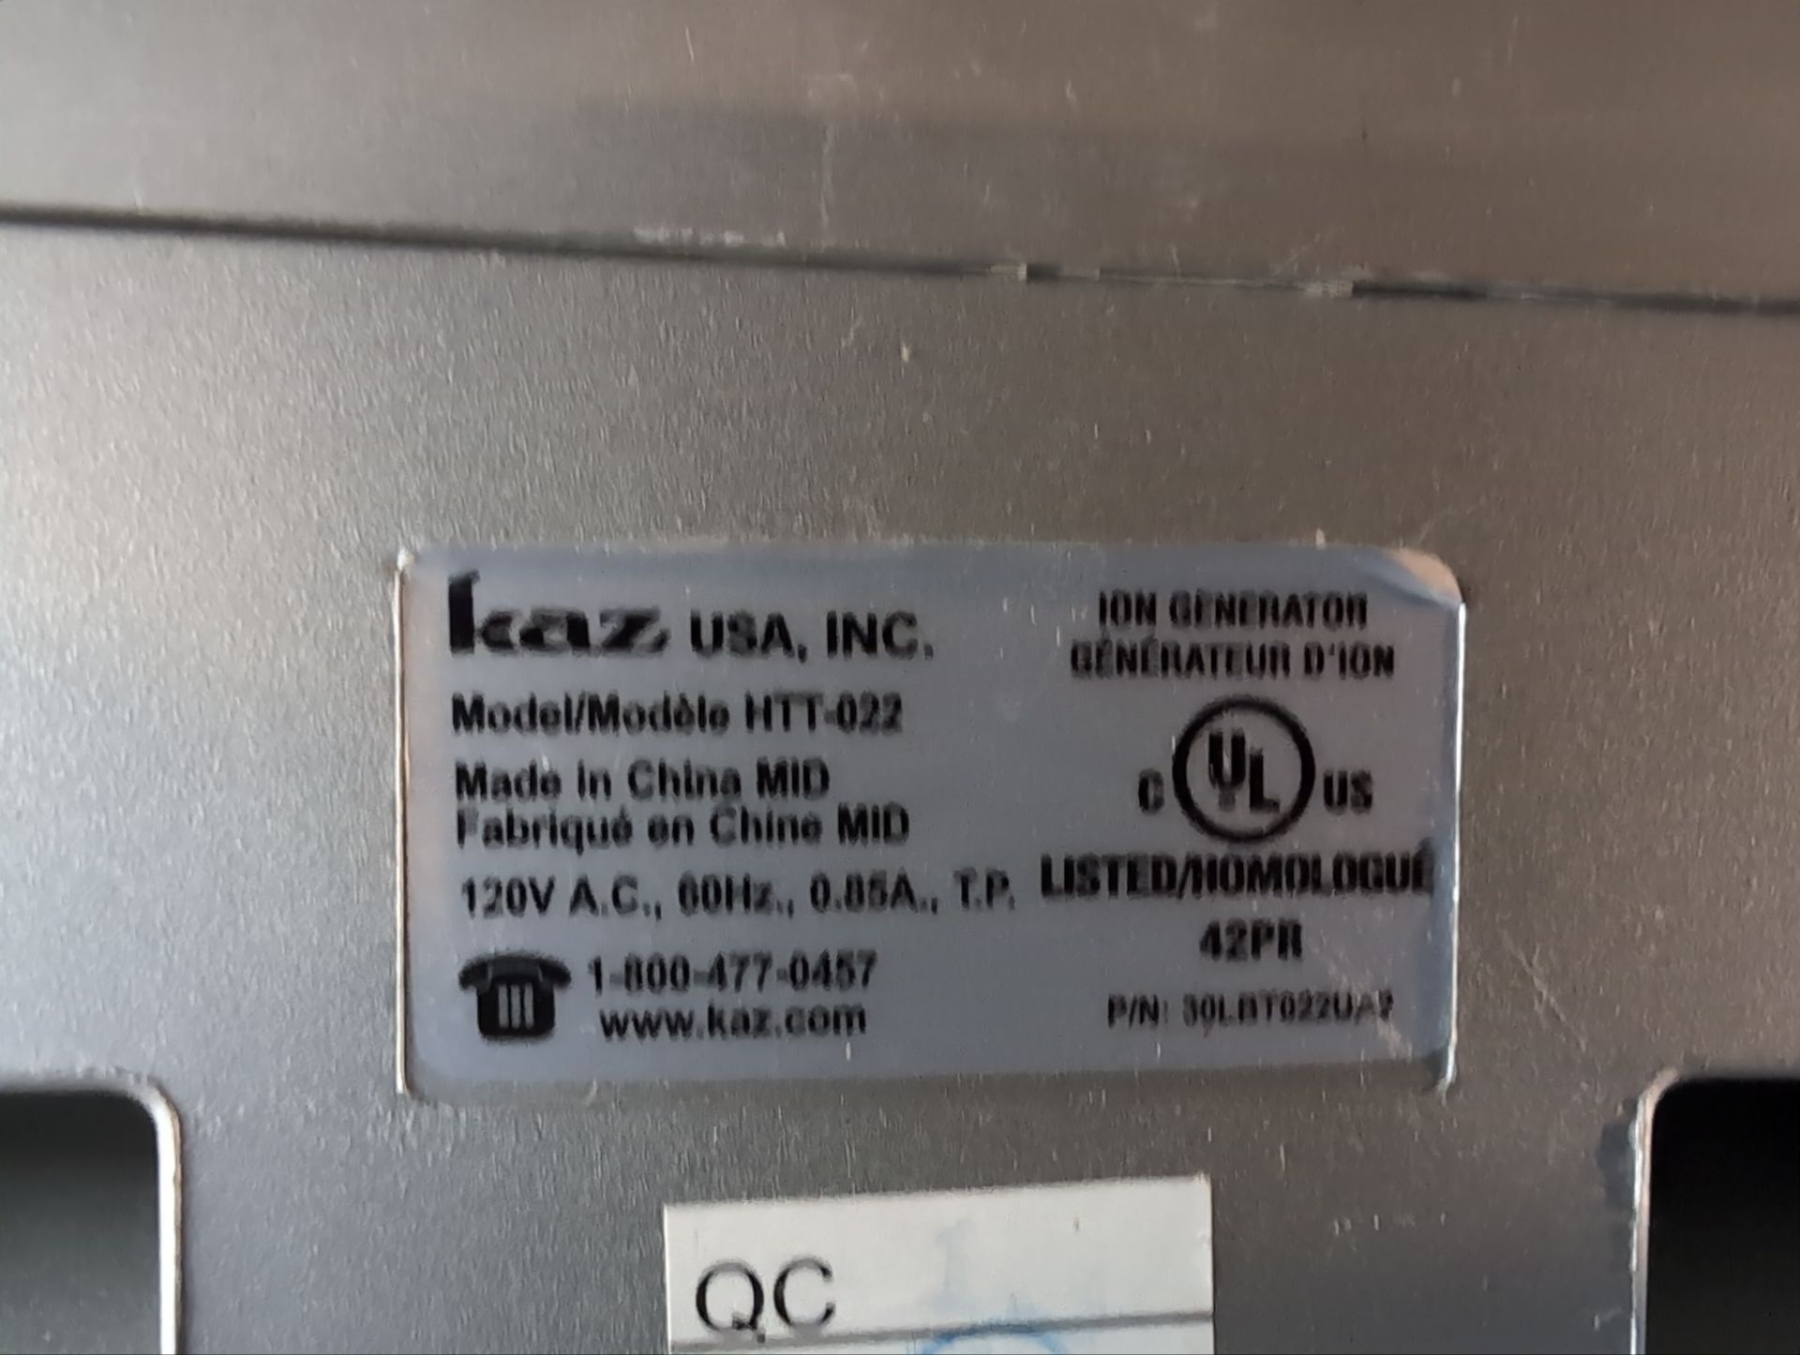 kaz USA, INC.
Model/Modèle HTT-022
Made in China MID
Fabriqué en Chine MID
120V A.C., 60Hz., 0.85A., T.P.
1-800-477-0457
www.kaz.com
ION GENERATOR
GÉNÉRATEUR D'ION
C UL US
LISTED/HOMOLOGUÉ
42PR
P/N: 30LBT022UA2
QC